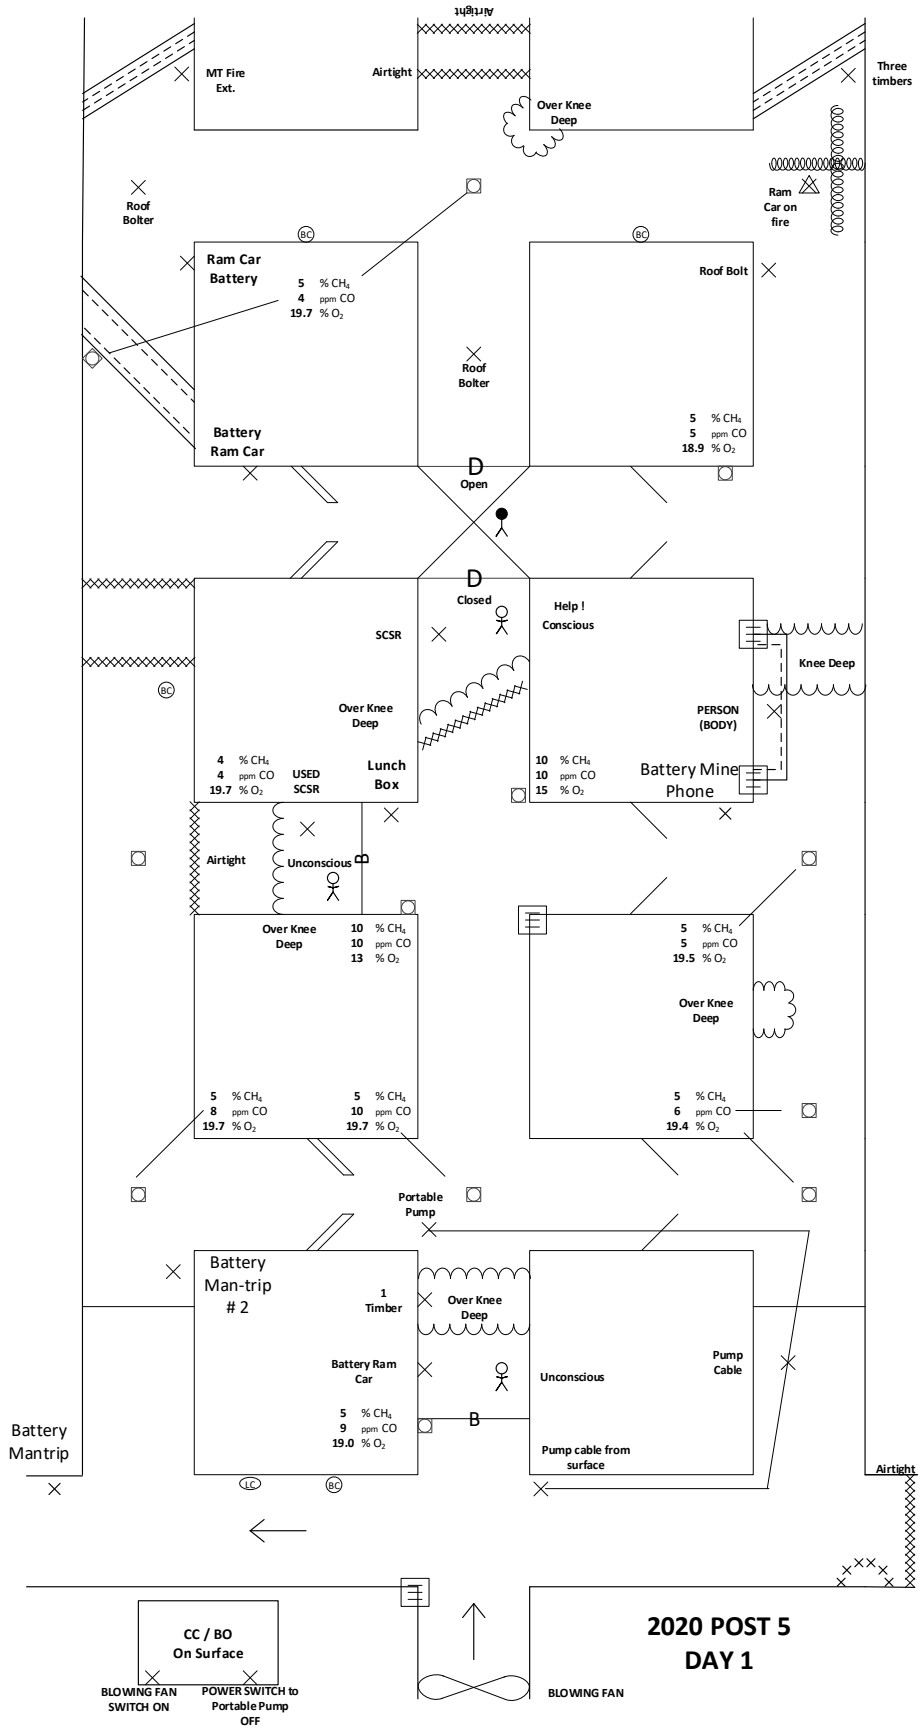 Airtight
MT Fire
Ext.
Airtight
Over Knee
Deep
Three
timbers
Roof
Bolter
Ram
Car on
fire
BC
BC
Ram Car
Battery
5 % CH₄
4 ppm CO
19.7 % O₂
Roof Bolt
Roof
Bolter
Battery
Ram Car
5 % CH₄
5 ppm CO
18.9 % O₂
D
Open
D
Closed
SCSR
Help !
Conscious
BC
Over Knee
Deep
Knee Deep
PERSON
(BODY)
4 % CH₄
4 ppm CO
19.7 % O₂
USED
SCSR
Lunch
Box
10 % CH₄
10 ppm CO
15 % O₂
Battery Mine
Phone
Airtight
Unconscious
B
Over Knee
Deep
10 % CH₄
10 ppm CO
13 % O₂
5 % CH₄
5 ppm CO
19.5 % O₂
Over Knee
Deep
5 % CH₄
8 ppm CO
19.7 % O₂
5 % CH₄
10 ppm CO
19.7 % O₂
5 % CH₄
6 ppm CO
19.4 % O₂
Portable
Pump
Battery
Man-trip
# 2
1
Timber
Over Knee
Deep
Battery Ram
Car
Unconscious
Pump
Cable
5 % CH₄
9 ppm CO
19.0 % O₂
B
Battery
Mantrip
Pump cable from
surface
Airtight
LC
BC
CC / BO
On Surface
BLOWING FAN
SWITCH ON
POWER SWITCH to
Portable Pump
OFF
BLOWING FAN
2020 POST 5
DAY 1